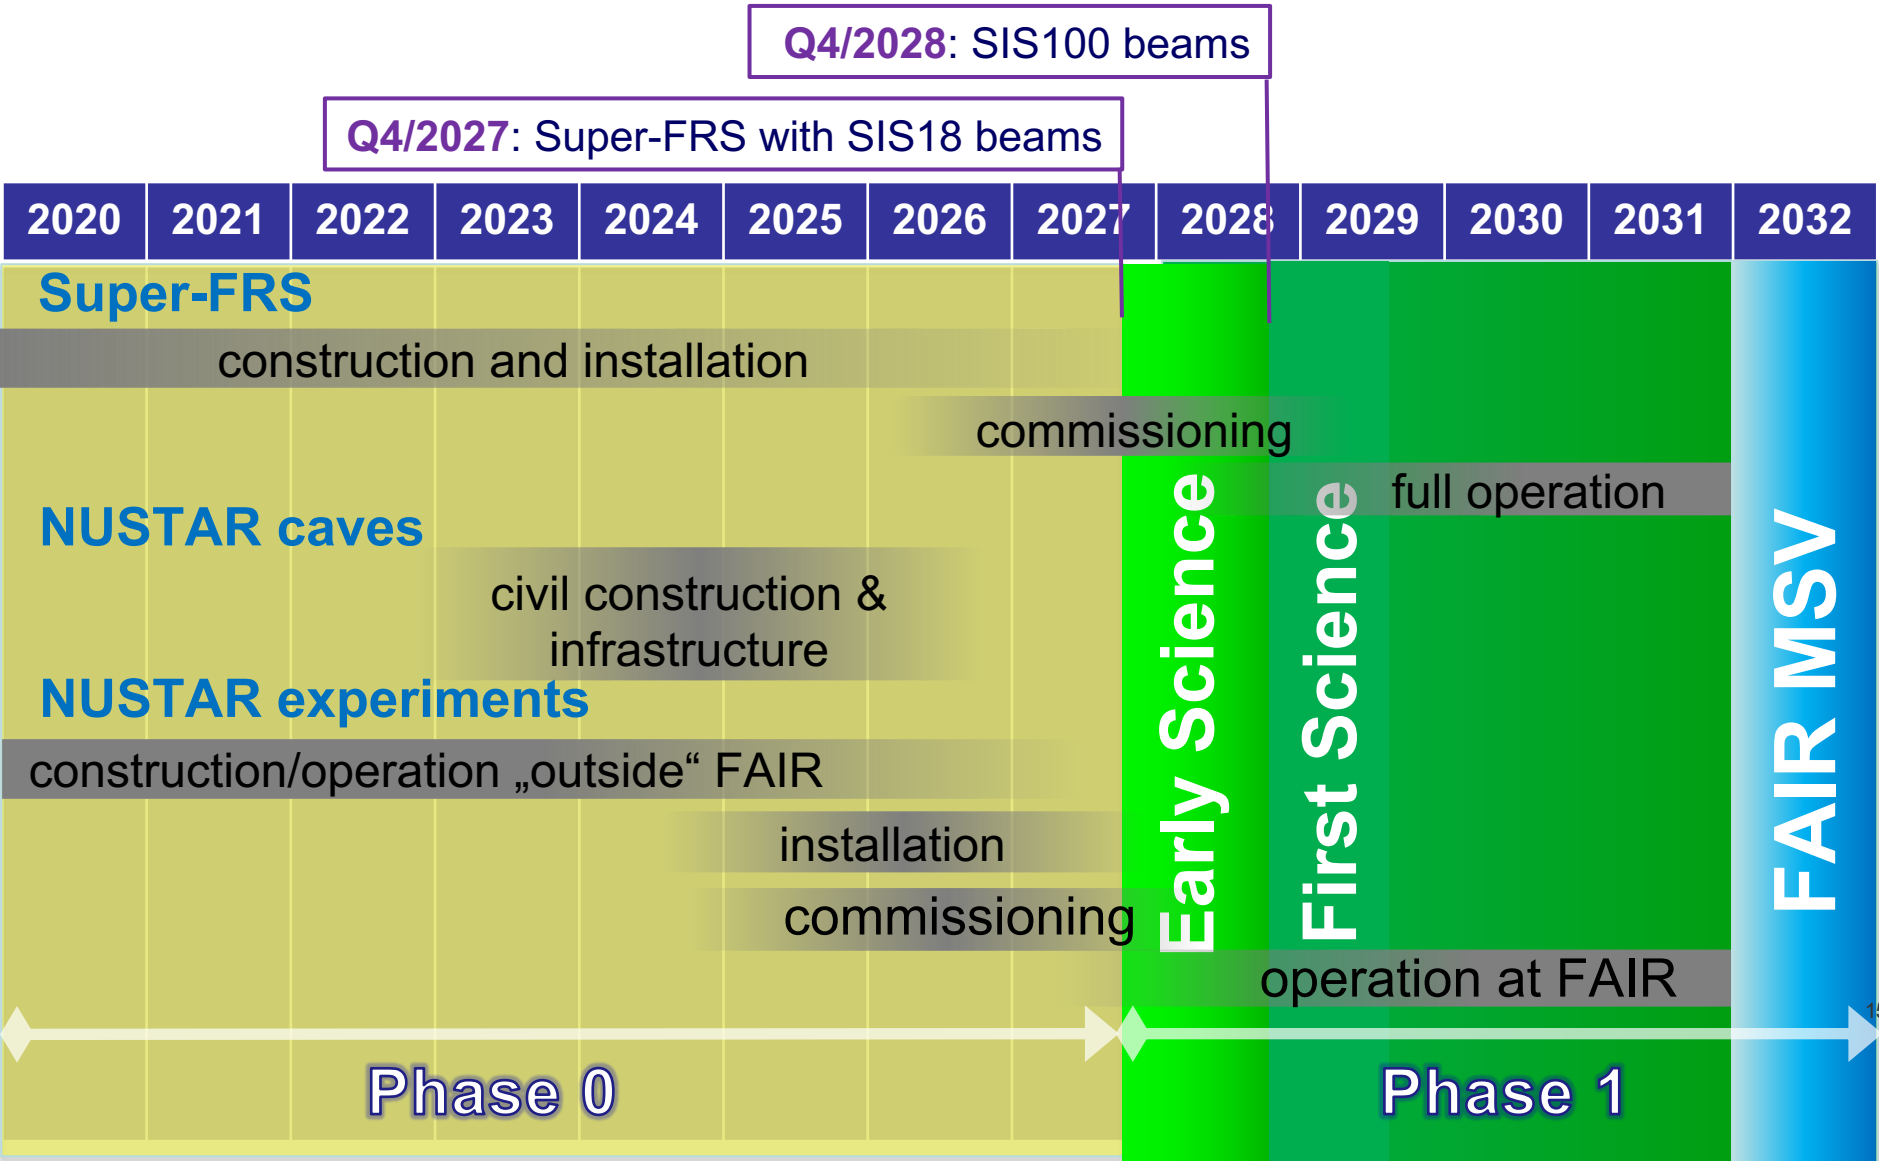 Q4/2028: SIS100 beams
Q4/2027: Super-FRS with SIS18 beams
2020 2021 2022 2023 2024 2025 2026 2027 2028 2029 2030 2031 2032
Super-FRS
construction and installation
commissioning
full operation
NUSTAR caves
civil construction &
infrastructure
NUSTAR experiments
construction/operation „outside“ FAIR
installation
commissioning
operation at FAIR
Early Science
First Science
FAIR MSV
15
Phase 0
Phase 1